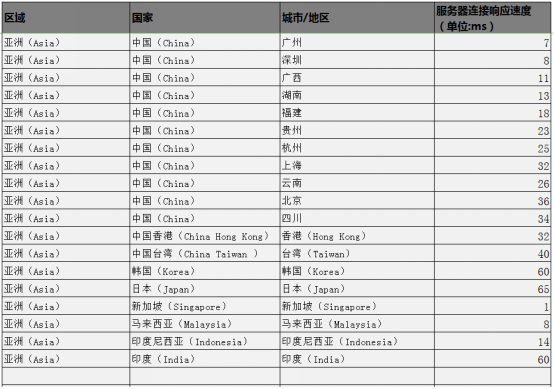 区域 国家 城市/地区 服务器连接响应速度
（单位:ms）
亚洲（Asia） 中国（China） 广州 7
亚洲（Asia） 中国（China） 深圳 8
亚洲（Asia） 中国（China） 广西 11
亚洲（Asia） 中国（China） 湖南 13
亚洲（Asia） 中国（China） 福建 18
亚洲（Asia） 中国（China） 贵州 23
亚洲（Asia） 中国（China） 杭州 25
亚洲（Asia） 中国（China） 上海 32
亚洲（Asia） 中国（China） 云南 26
亚洲（Asia） 中国（China） 北京 36
亚洲（Asia） 中国（China） 四川 34
亚洲（Asia） 中国香港（China Hong Kong） 香港（Hong Kong） 32
亚洲（Asia） 中国台湾（China Taiwan ） 台湾（Taiwan） 40
亚洲（Asia） 韩国（Korea） 韩国（Korea） 60
亚洲（Asia） 日本（Japan） 日本（Japan） 65
亚洲（Asia） 新加坡（Singapore） 新加坡（Singapore） 1
亚洲（Asia） 马来西亚（Malaysia） 马来西亚（Malaysia） 8
亚洲（Asia） 印度尼西亚（Indonesia） 印度尼西亚（Indonesia） 14
亚洲（Asia） 印度（India） 印度（India） 60